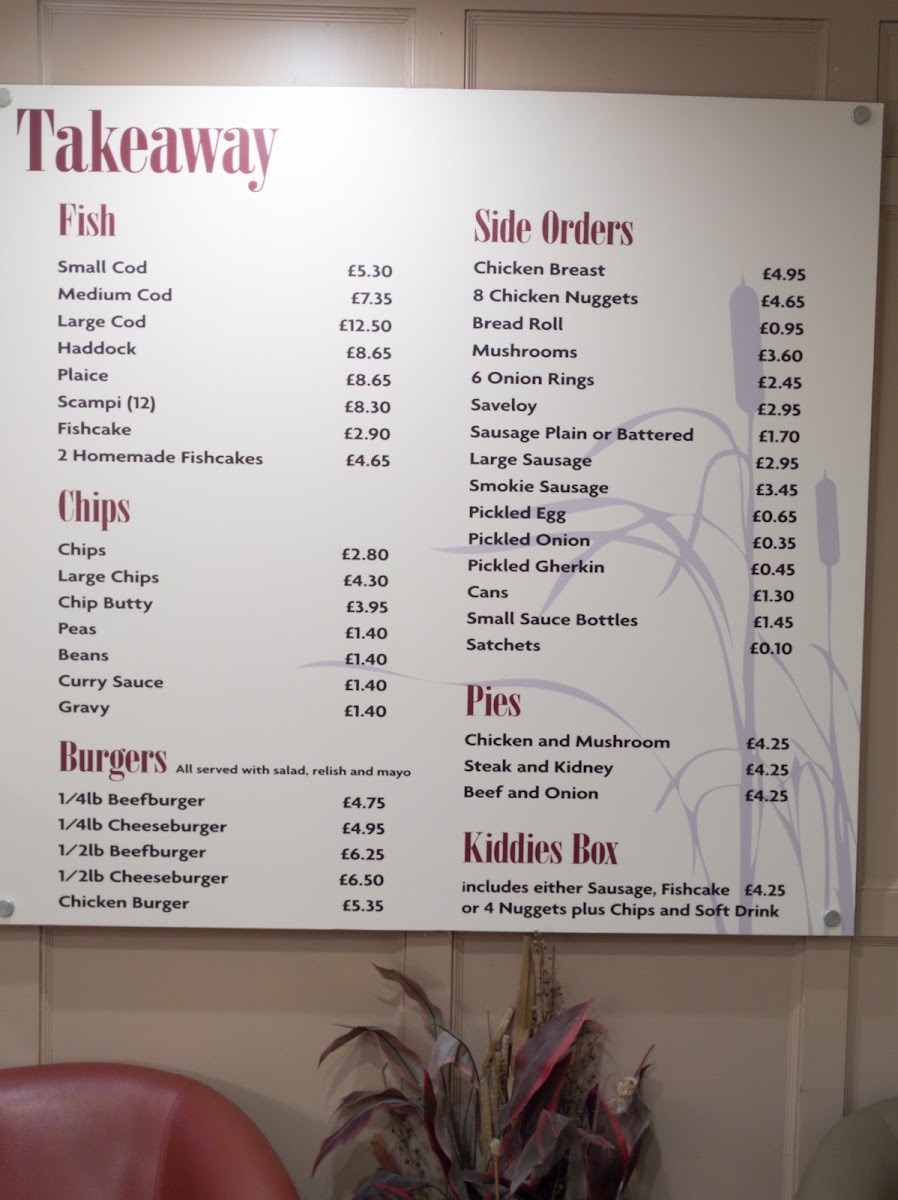 Takeaway
Fish
Small Cod £5.30
Medium Cod £7.35
Large Cod £12.50
Haddock £8.65
Plaice £8.65
Scampi (12) £8.30
Fishcake £2.90
2 Homemade Fishcakes £4.65
Chips
Chips £2.80
Large Chips £4.30
Chip Butty £3.95
Peas £1.40
Beans £1.40
Curry Sauce £1.40
Gravy £1.40
Burgers All served with salad, relish and mayo
1/4lb Beefburger £4.75
1/4lb Cheeseburger £4.95
1/2lb Beefburger £6.25
1/2lb Cheeseburger £6.50
Chicken Burger £5.35
Side Orders
Chicken Breast £4.95
8 Chicken Nuggets £4.65
Bread Roll £0.95
Mushrooms £3.60
6 Onion Rings £2.45
Saveloy £2.95
Sausage Plain or Battered £1.70
Large Sausage £2.95
Smokie Sausage £3.45
Pickled Egg £0.65
Pickled Onion £0.35
Pickled Gherkin £0.45
Cans £1.30
Small Sauce Bottles £1.45
Satchets £0.10
Pies
Chicken and Mushroom £4.25
Steak and Kidney £4.25
Beef and Onion £4.25
Kiddies Box
includes either Sausage, Fishcake £4.25
or 4 Nuggets plus Chips and Soft Drink